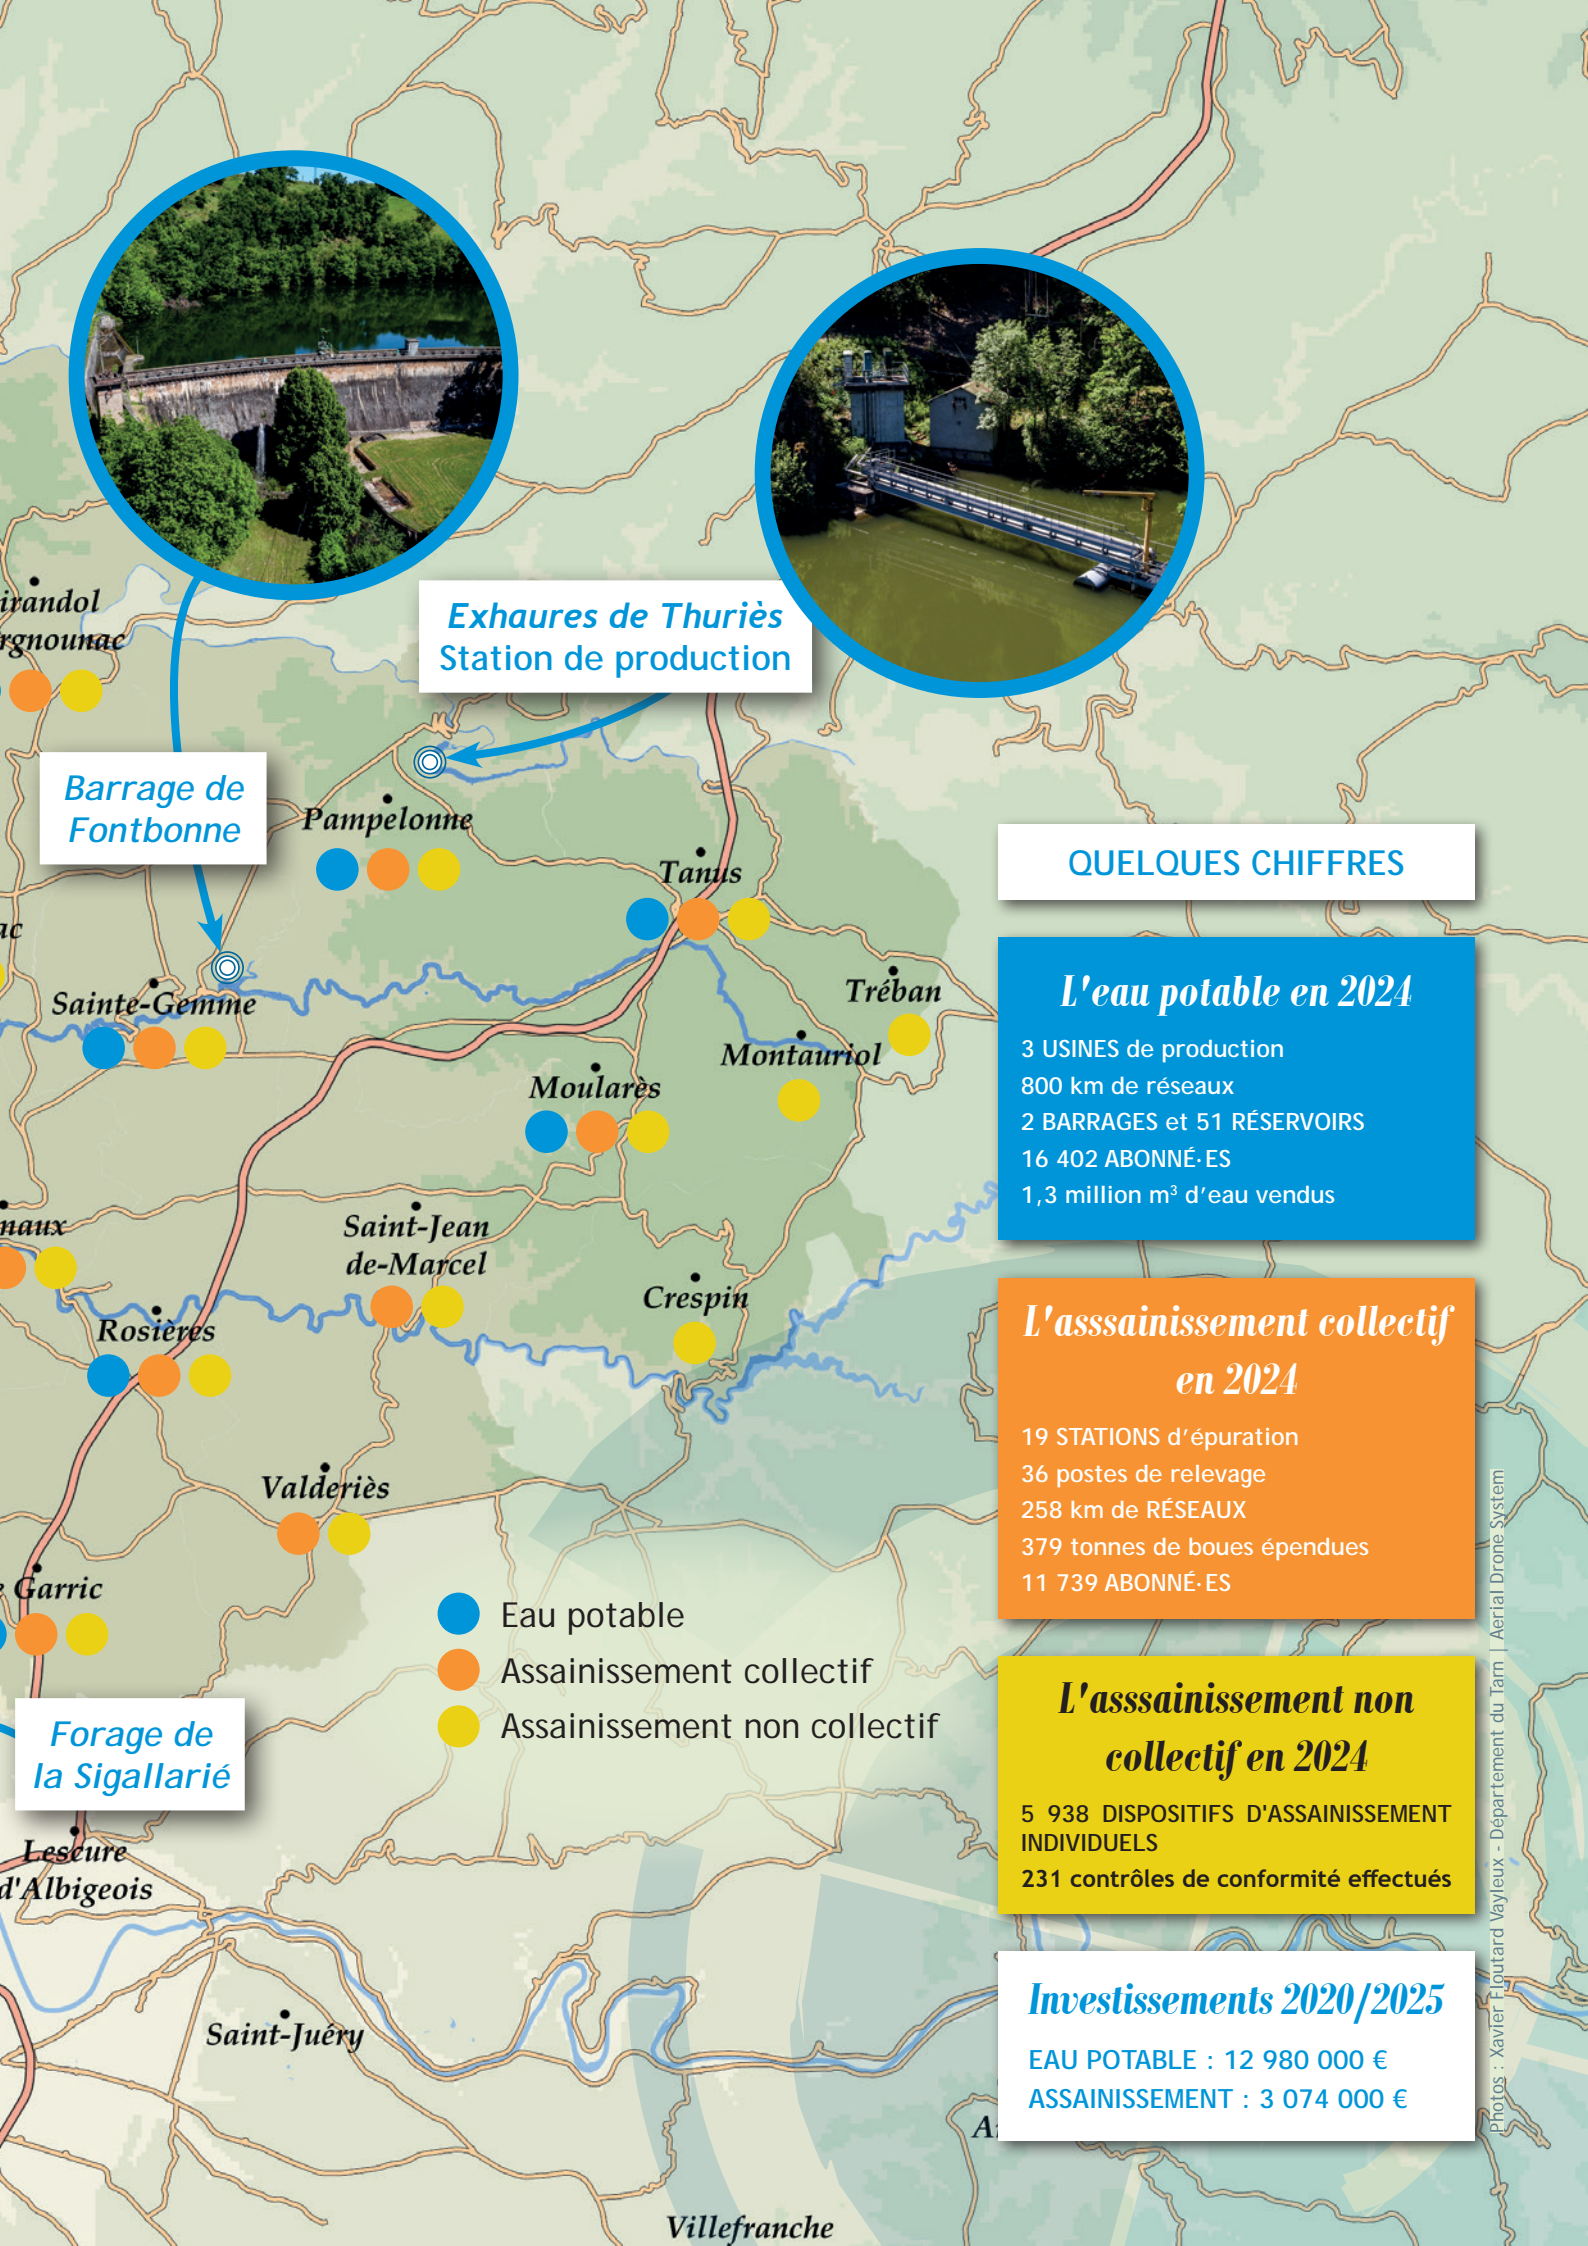 irandol
rgnounac
Exhaures de Thuriès
Station de production
Barrage de
Fontbonne
Pampelonne
Tanus
ac
Sainte-Gemme
Tréban
Montauriol
Moularès
naux
Saint-Jean
de-Marcel
Crespin
Rosières
Valderiès
e Garric
Eau potable
Assainissement collectif
Assainissement non collectif
Forage de
la Sigallarié
Lescure
d'Albigeois
Saint-Juéry
Villefranche
A
QUELQUES CHIFFRES
L'eau potable en 2024
3 USINES de production
800 km de réseaux
2 BARRAGES et 51 RÉSERVOIRS
16 402 ABONNÉ·ES
1,3 million m³ d'eau vendus
L'asssainissement collectif
en 2024
19 STATIONS d'épuration
36 postes de relevage
258 km de RÉSEAUX
379 tonnes de boues épendues
11 739 ABONNÉ·ES
L'asssainissement non
collectif en 2024
5 938 DISPOSITIFS D'ASSAINISSEMENT
INDIVIDUELS
231 contrôles de conformité effectués
Investissements 2020/2025
EAU POTABLE : 12 980 000 €
ASSAINISSEMENT : 3 074 000 €
Photos : Xavier Floutard Vayleux - Département du Tarn | Aerial Drone System